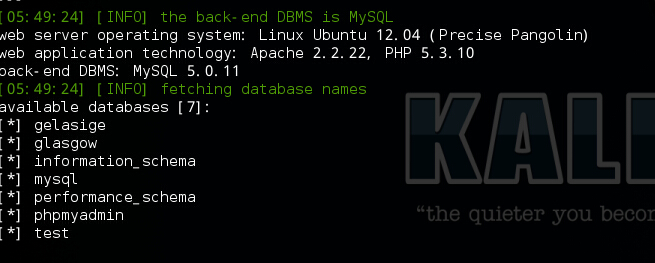 [05:49:24] [INFO] the back-end DBMS is MySQL
web server operating system: Linux Ubuntu 12.04 (Precise Pangolin)
web application technology: Apache 2.2.22, PHP 5.3.10
back-end DBMS: MySQL 5.0.11
[05:49:24] [INFO] fetching database names
available databases [7]:
[*] gelasige
[*] glasgow
[*] information_schema
[*] mysql
[*] performance_schema
[*] phpmyadmin
[*] test
KALI
“the quieter you becom